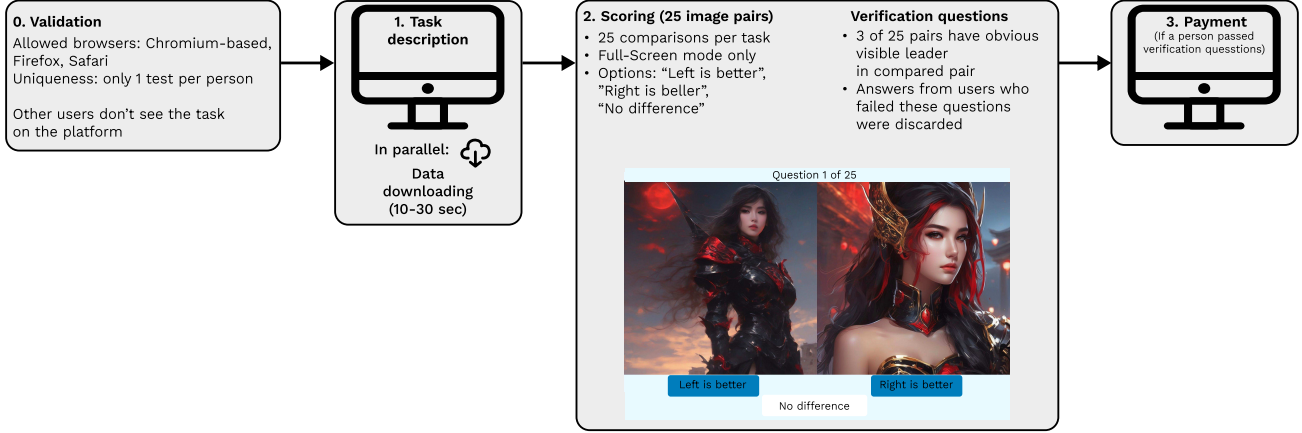 0. Validation
Allowed browsers: Chromium-based,
Firefox, Safari
Uniqueness: only 1 test per person
Other users don't see the task
on the platform
1. Task
description
In parallel:
Data
downloading
(10-30 sec)
2. Scoring (25 image pairs)
• 25 comparisons per task
• Full-Screen mode only
• Options: “Left is better”,
”Right is beller”,
“No difference”
Verification questions
• 3 of 25 pairs have obvious
visible leader
in compared pair
• Answers from users who
failed these questions
were discarded
Question 1 of 25
Left is better
Right is better
No difference
3. Payment
(If a person passed
verification quesstions)